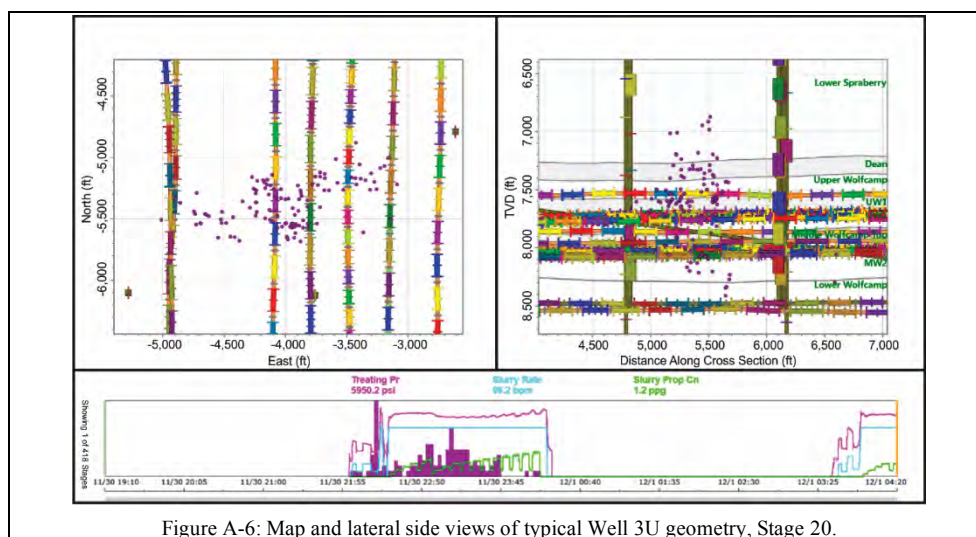 -4,500
-5,000
-5,500
-6,000
North (ft)
-5,000 -4,500 -4,000 -3,500 -3,000
East (ft)
6,500
7,000
7,500
8,000
8,500
TVD (ft)
Lower Spraberry
Dean
Upper Wolfcamp
UW1
MW2
Lower Wolfcamp
4,500 5,000 5,500 6,000 6,500 7,000
Distance Along Cross Section (ft)
Treating Pr Slurry Rate Slurry Prop Cn
5950.2 psi 99.2 bpm 1.2 ppg
Showing 1 of 418 Stages
11/30 19:10 11/30 20:05 11/30 21:00 11/30 21:55 11/30 22:50 11/30 23:45 12/1 00:40 12/1 01:35 12/1 02:30 12/1 03:25 12/1 04:20
Figure A-6: Map and lateral side views of typical Well 3U geometry, Stage 20.